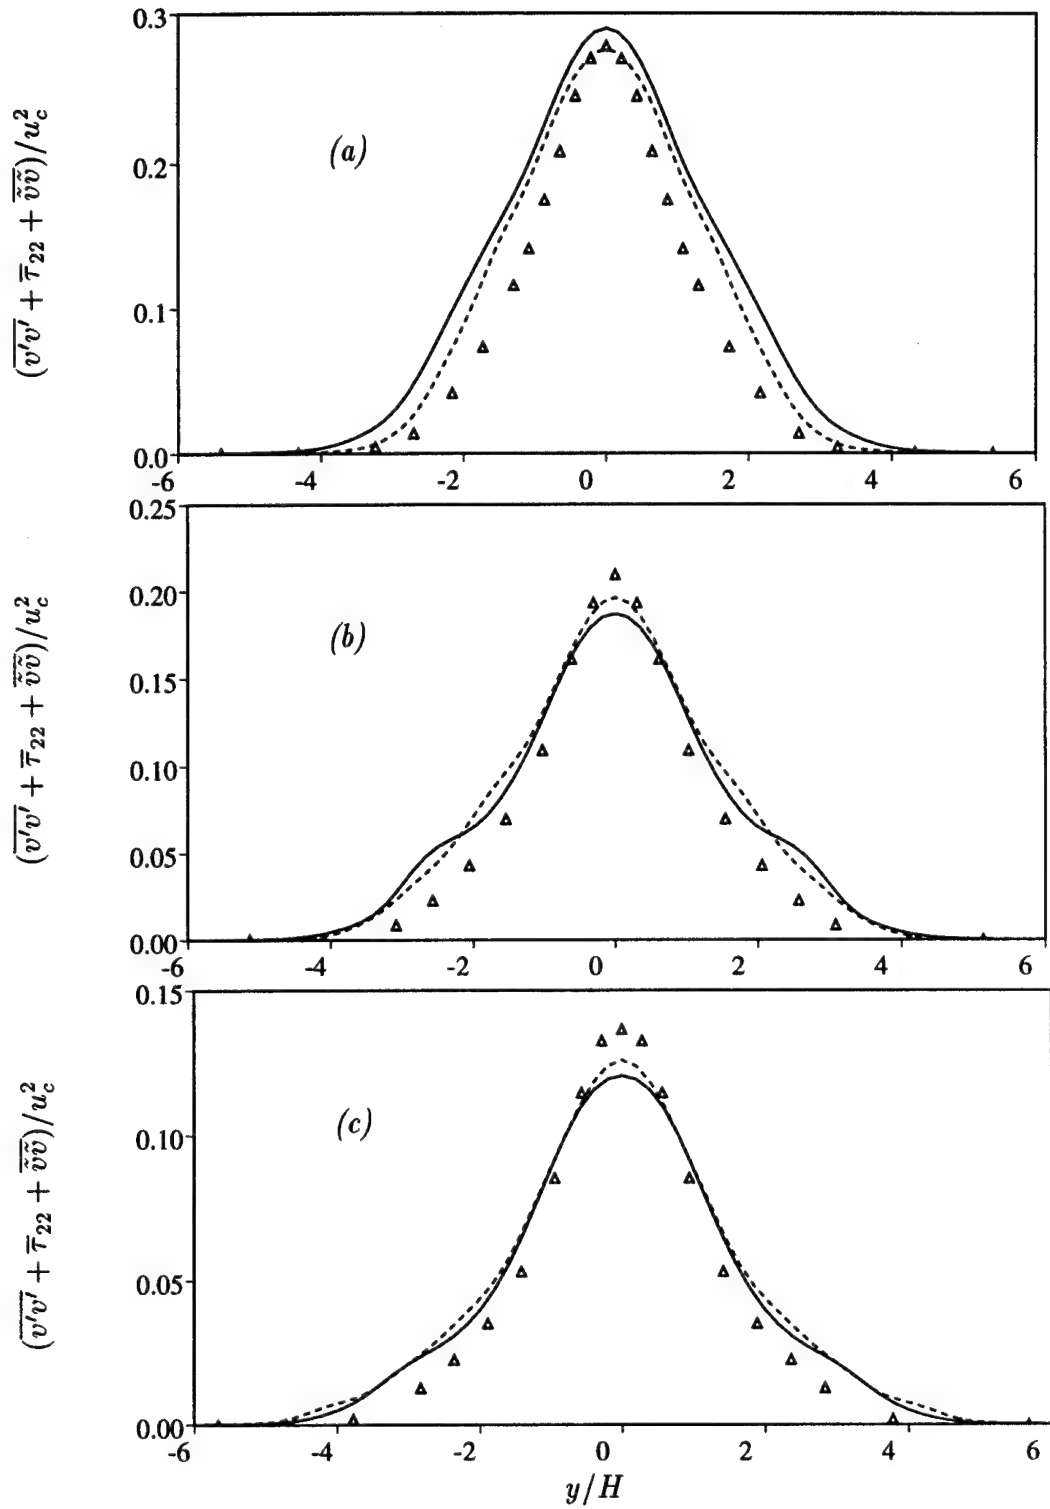 0.3
0.2
0.1
0.0
(a)
($\overline{v'v'} + \overline{\tau}_{22} + \overline{\tilde{v}\tilde{v}}$)/$u_c^2$
-6 -4 -2 0 2 4 6
0.25
0.20
0.15
0.10
0.05
0.00
(b)
($\overline{v'v'} + \overline{\tau}_{22} + \overline{\tilde{v}\tilde{v}}$)/$u_c^2$
-6 -4 -2 0 2 4 6
0.15
0.10
0.05
0.00
(c)
($\overline{v'v'} + \overline{\tau}_{22} + \overline{\tilde{v}\tilde{v}}$)/$u_c^2$
-6 -4 -2 0 2 4 6
y/H